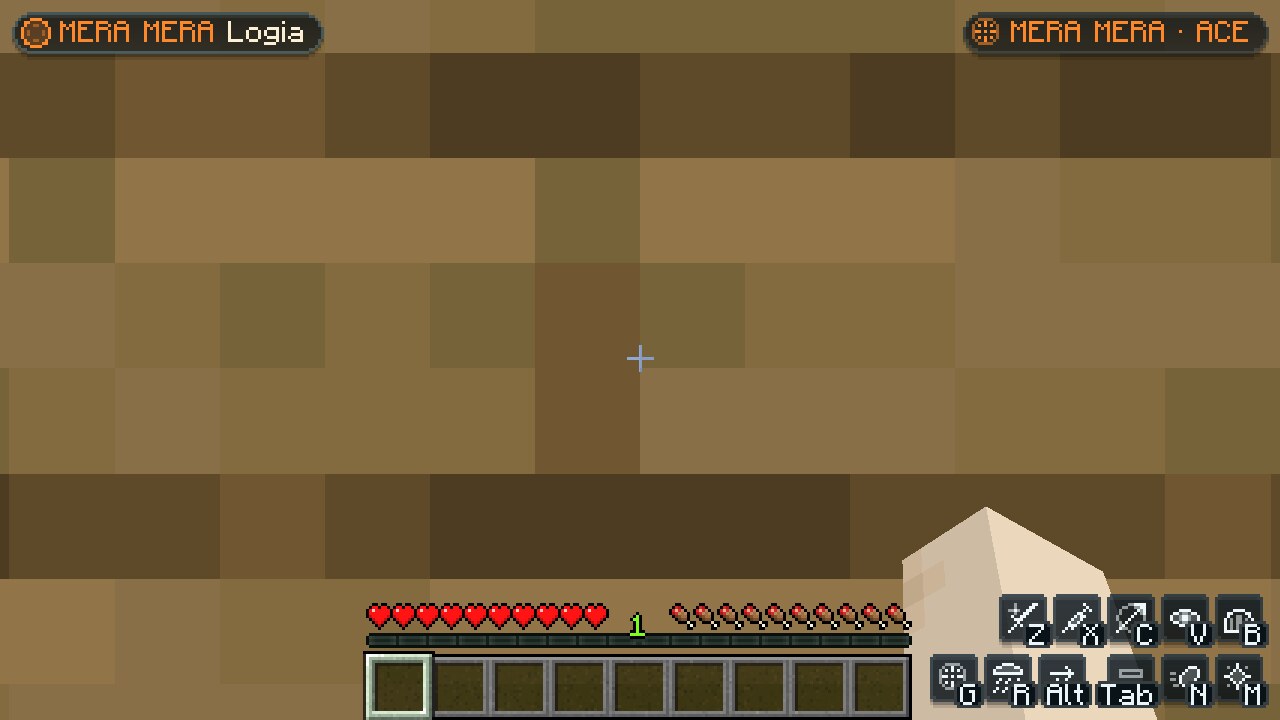 MERA MERA Logia
MERA MERA · ACE
1
Z X C V B
G R Alt Tab N M